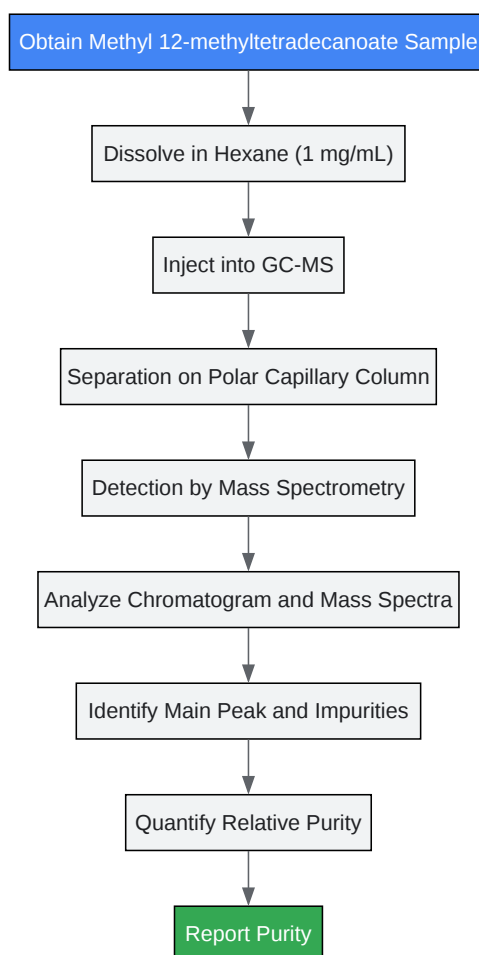 Obtain Methyl 12-methyltetradecanoate Sample
Dissolve in Hexane (1 mg/mL)
Inject into GC-MS
Separation on Polar Capillary Column
Detection by Mass Spectrometry
Analyze Chromatogram and Mass Spectra
Identify Main Peak and Impurities
Quantify Relative Purity
Report Purity